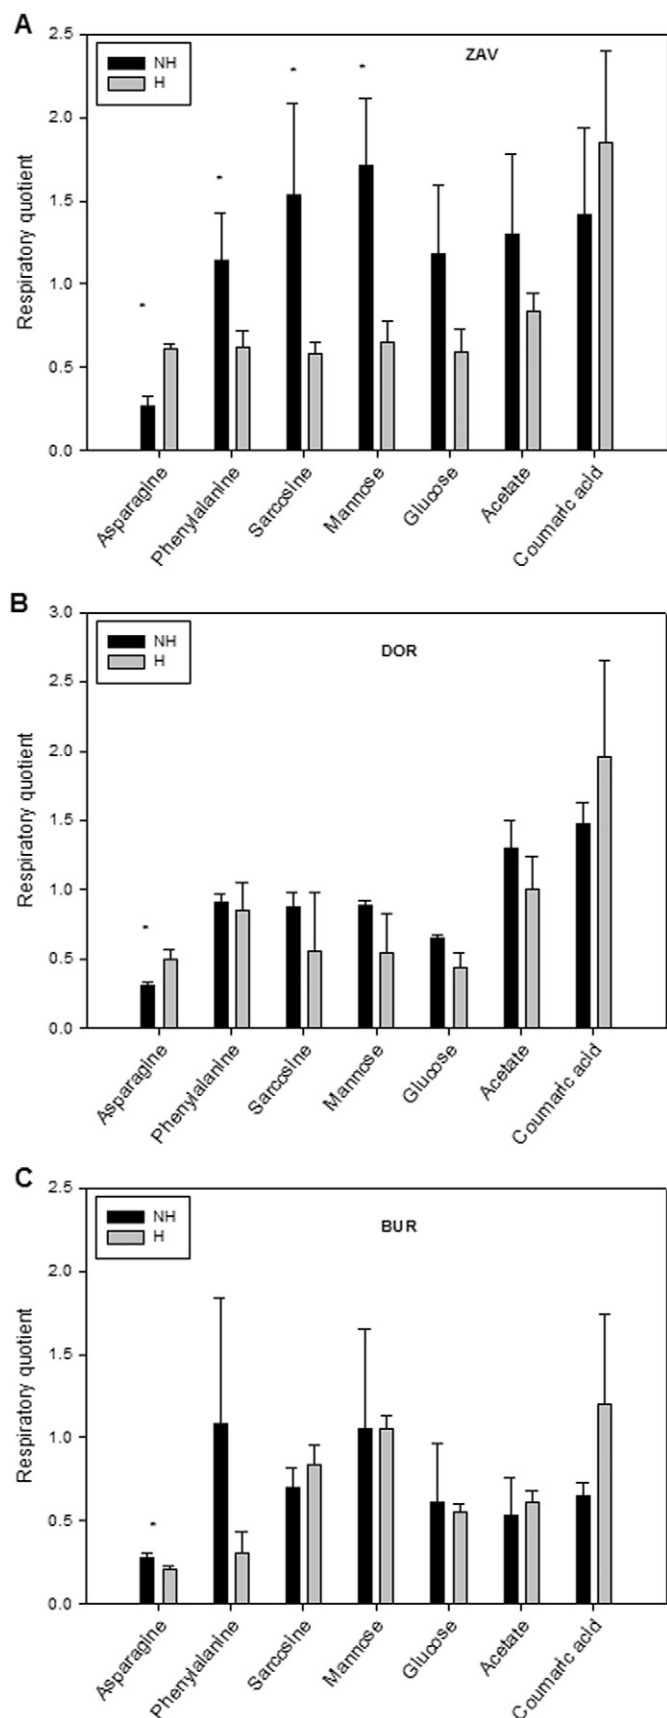 A
ZAV
NH
H
2.5
2.0
1.5
1.0
0.5
0.0
Respiratory quotient
*
*
*
*
Asparagine
Phenylalanine
Sarcosine
Mannose
Glucose
Acetate
Coumaric acid
B
DOR
NH
H
3.0
2.5
2.0
1.5
1.0
0.5
0.0
Respiratory quotient
*
Asparagine
Phenylalanine
Sarcosine
Mannose
Glucose
Acetate
Coumaric acid
C
BUR
NH
H
2.5
2.0
1.5
1.0
0.5
0.0
Respiratory quotient
*
Asparagine
Phenylalanine
Sarcosine
Mannose
Glucose
Acetate
Coumaric acid